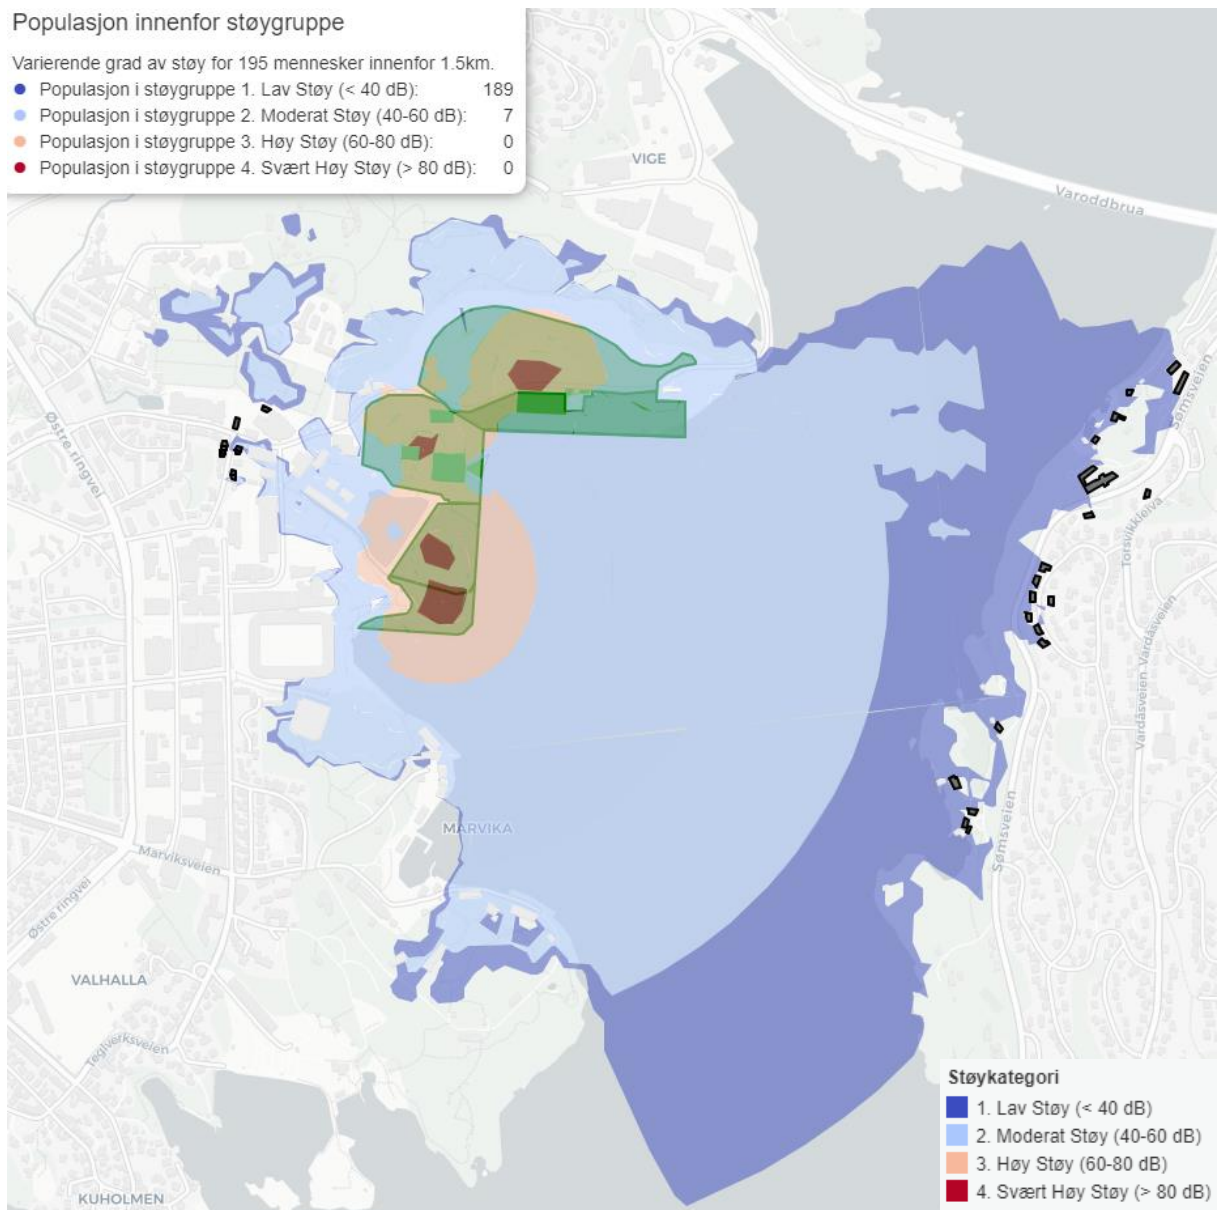 Populasjon innenfor støygruppe
Varierende grad av støy for 195 mennesker innenfor 1.5km.
Populasjon i støygruppe 1. Lav Støy (< 40 dB): 189
Populasjon i støygruppe 2. Moderat Støy (40-60 dB): 7
Populasjon i støygruppe 3. Høy Støy (60-80 dB): 0
Populasjon i støygruppe 4. Svært Høy Støy (> 80 dB): 0
VIGE
Varoddbrua
Sømsveien
Østre ringvei
Torsvikkleiva
Vardåsveien
Vardåsveien
MARVIKA
Sømsveien
Marviksveien
Østre ringvei
VALHALLA
Teglverksveien
KUHOLMEN
Støykategori
1. Lav Støy (< 40 dB)
2. Moderat Støy (40-60 dB)
3. Høy Støy (60-80 dB)
4. Svært Høy Støy (> 80 dB)